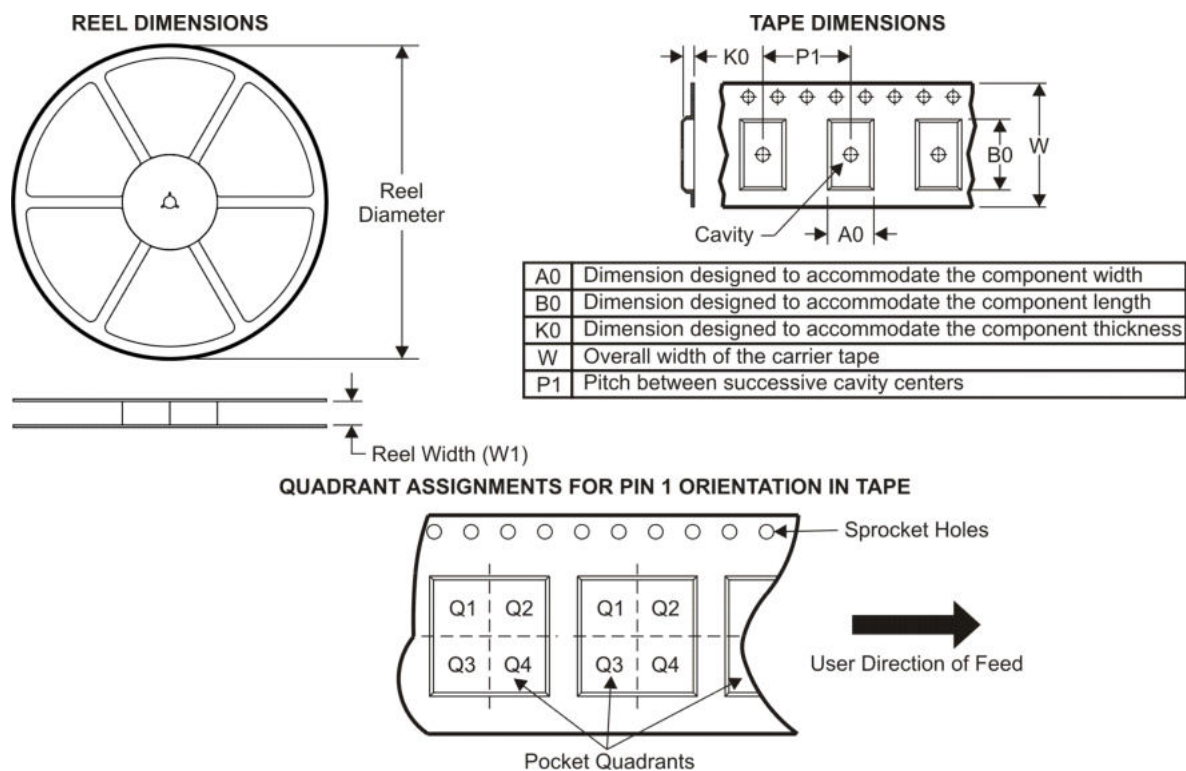 REEL DIMENSIONS
Reel
Diameter
Reel Width (W1)
TAPE DIMENSIONS
K0
P1
B0
W
Cavity
A0
A0 Dimension designed to accommodate the component width
B0 Dimension designed to accommodate the component length
K0 Dimension designed to accommodate the component thickness
W Overall width of the carrier tape
P1 Pitch between successive cavity centers
QUADRANT ASSIGNMENTS FOR PIN 1 ORIENTATION IN TAPE
Sprocket Holes
Q1 Q2 Q1 Q2
Q3 Q4 Q3 Q4
User Direction of Feed
Pocket Quadrants